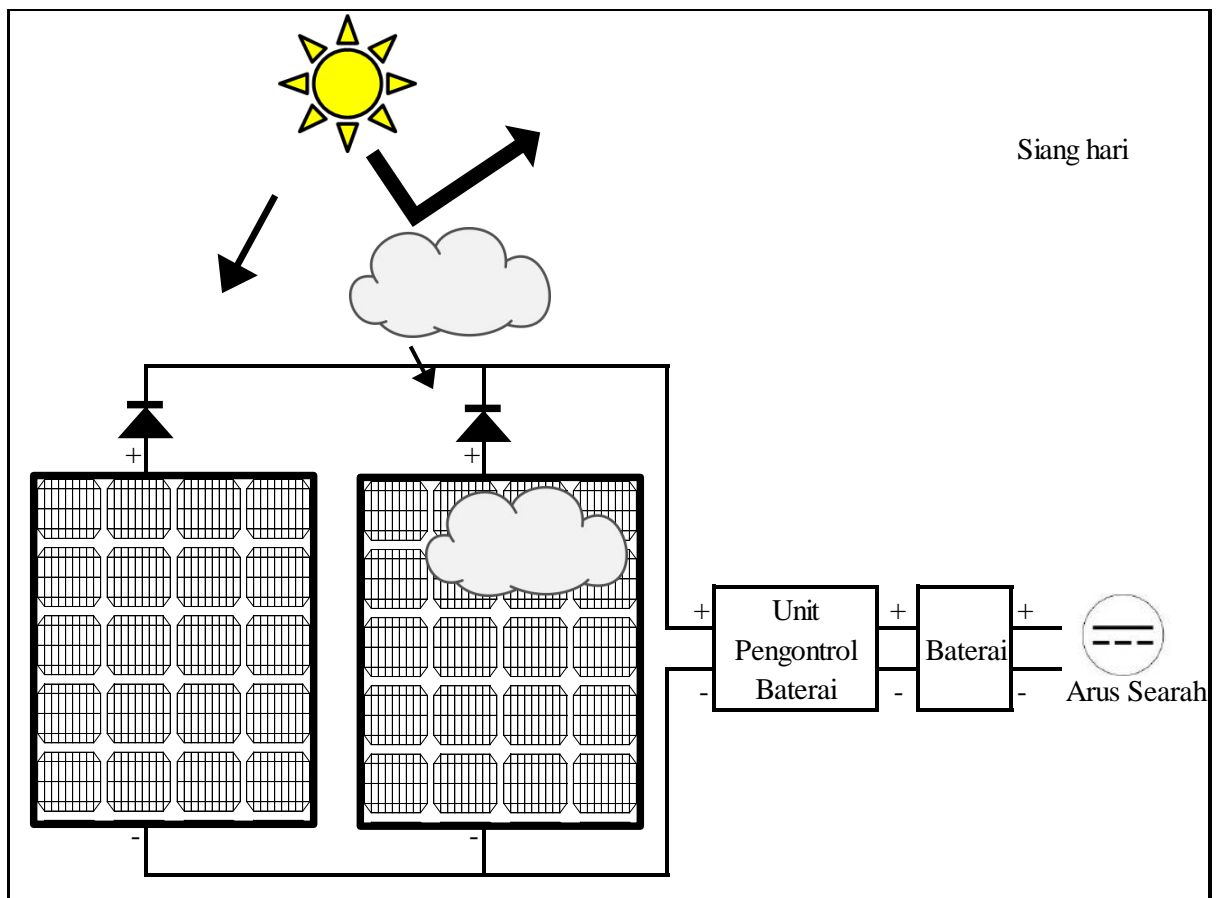 Siang hari
+
+
+ Unit + + 
Pengontrol Baterai
- Baterai - -
Arus Searah
-
-